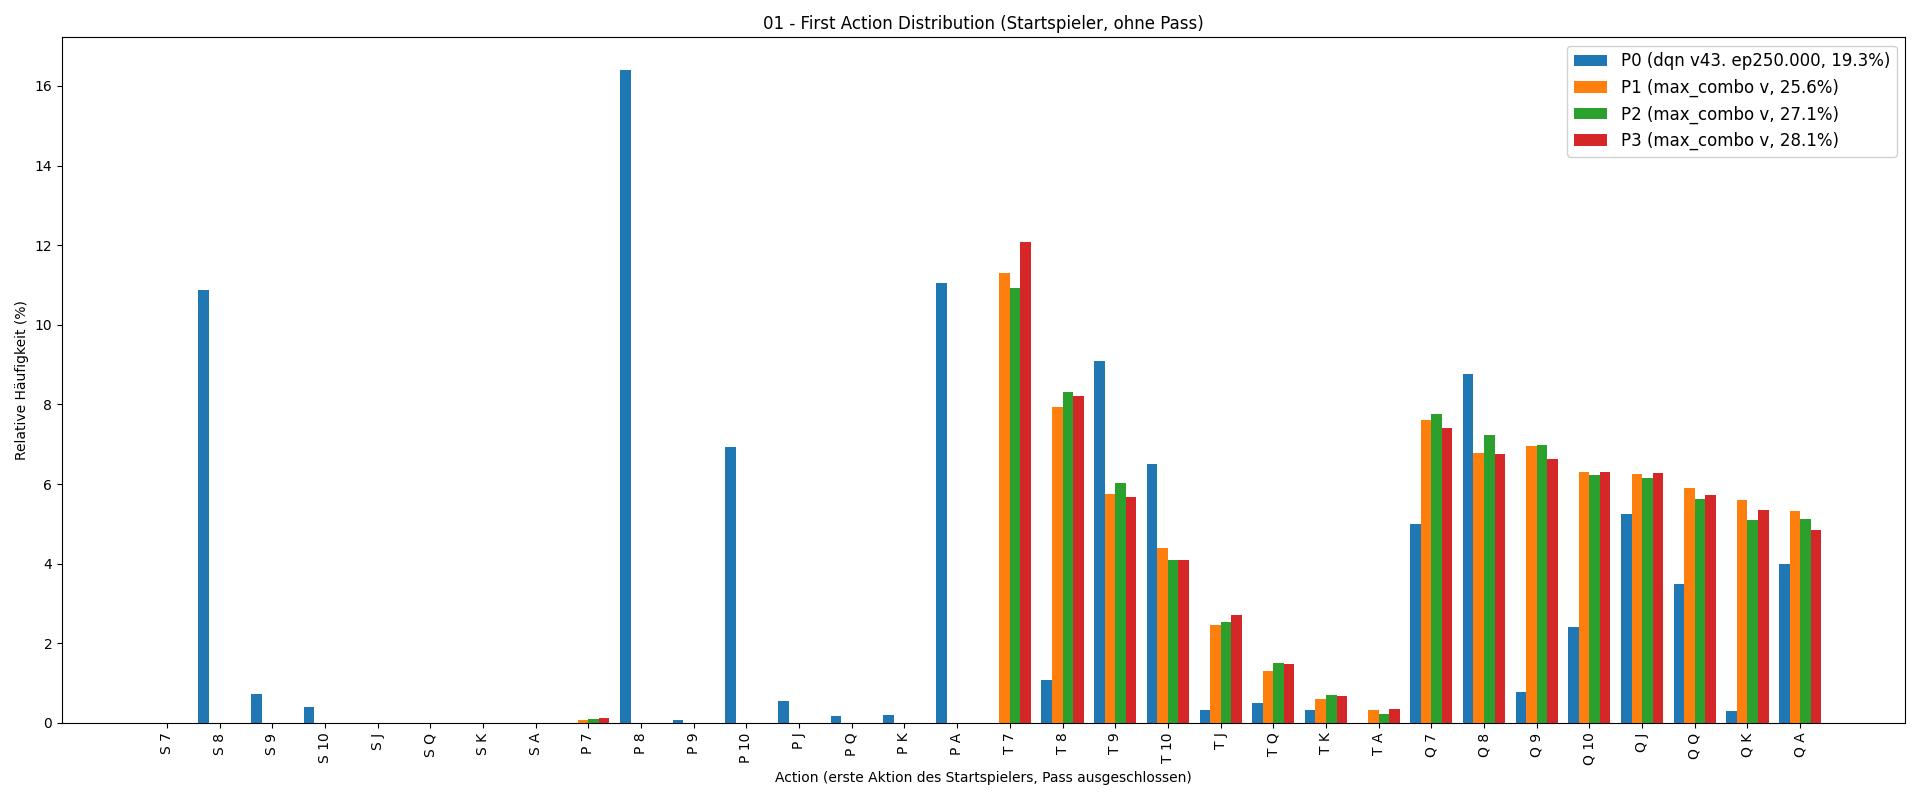 01 - First Action Distribution (Startspieler, ohne Pass)
P0 (dqn v43. ep250.000, 19.3%)
P1 (max_combo v, 25.6%)
P2 (max_combo v, 27.1%)
P3 (max_combo v, 28.1%)
Relative Häufigkeit (%)
16
14
12
10
8
6
4
2
0
S 7
S 8
S 9
S 10
S J
S Q
S K
S A
P 7
P 8
P 9
P 10
P J
P Q
P K
P A
T 7
T 8
T 9
T 10
T J
T Q
T K
T A
Q 7
Q 8
Q 9
Q 10
Q J
Q Q
Q K
Q A
Action (erste Aktion des Startspielers, Pass ausgeschlossen)